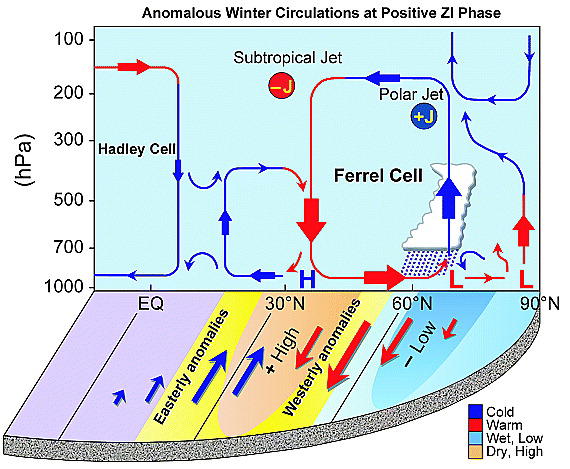 Anomalous Winter Circulations at Positive ZI Phase
100
200
300
500
700
1000
(hPa)
Subtropical Jet
−J
Polar Jet
+J
Hadley Cell
Ferrel Cell
H
L
L
EQ
30°N
60°N
90°N
Easterly anomalies
+ High
Westerly anomalies
− Low
Cold
Warm
Wet, Low
Dry, High